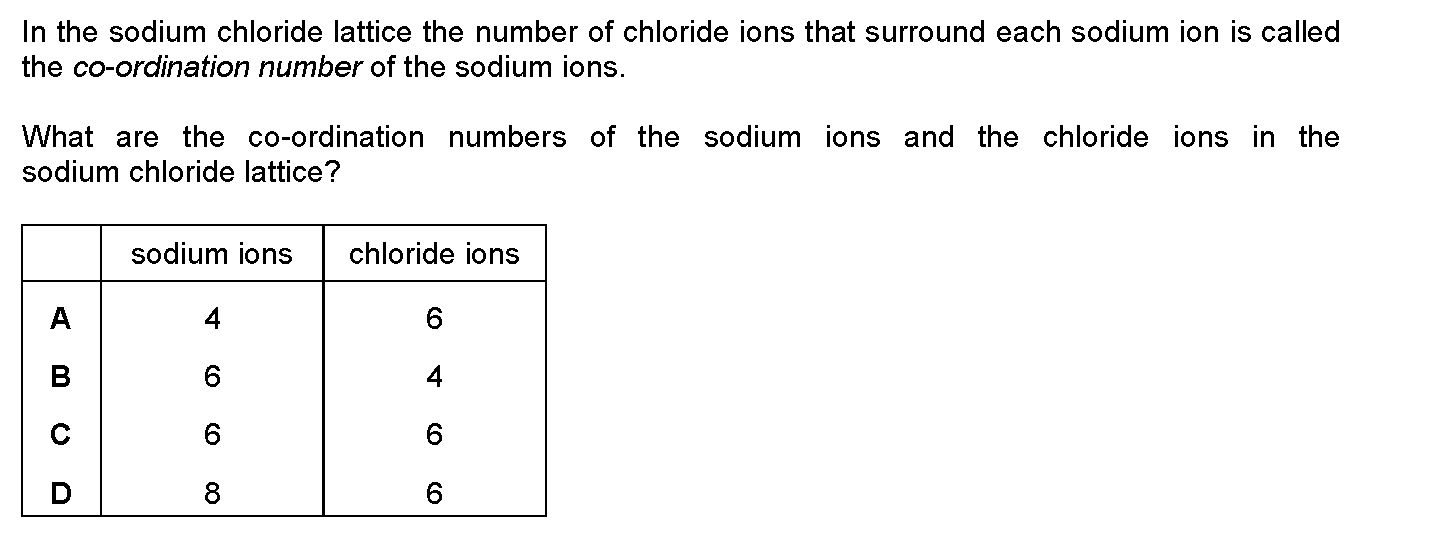 In the sodium chloride lattice the number of chloride ions that surround each sodium ion is called
the co-ordination number of the sodium ions.
What are the co-ordination numbers of the sodium ions and the chloride ions in the
sodium chloride lattice?
sodium ions chloride ions
A 4 6
B 6 4
C 6 6
D 8 6